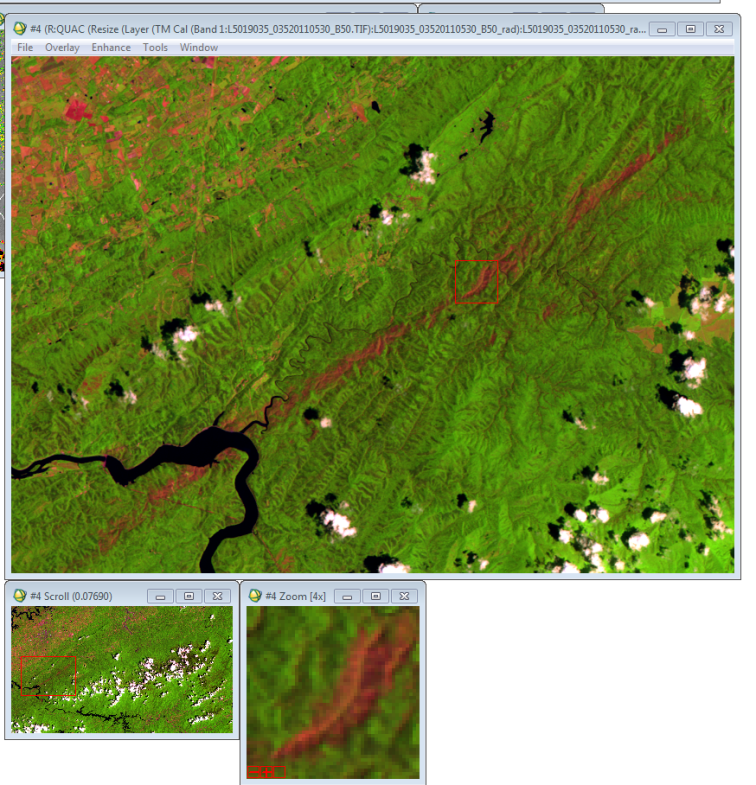 #4 (R:QUAC (Resize (Layer (TM Cal (Band 1:L5019035_03520110530_B50.TIF):L5019035_03520110530_B50_rad):L5019035_03520110530_ra...
File Overlay Enhance Tools Window
#4 Scroll (0.07690)
#4 Zoom [4x]